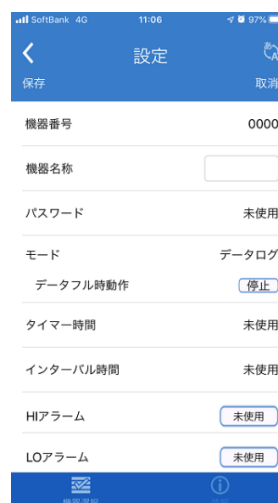 SoftBank 4G 11:06 97%
設定
保存 取消
機器番号 0000
機器名称
パスワード 未使用
モード データログ
データフル時動作 停止
タイマー時間 未使用
インターバル時間 未使用
HIアラーム 未使用
LOアラーム 未使用